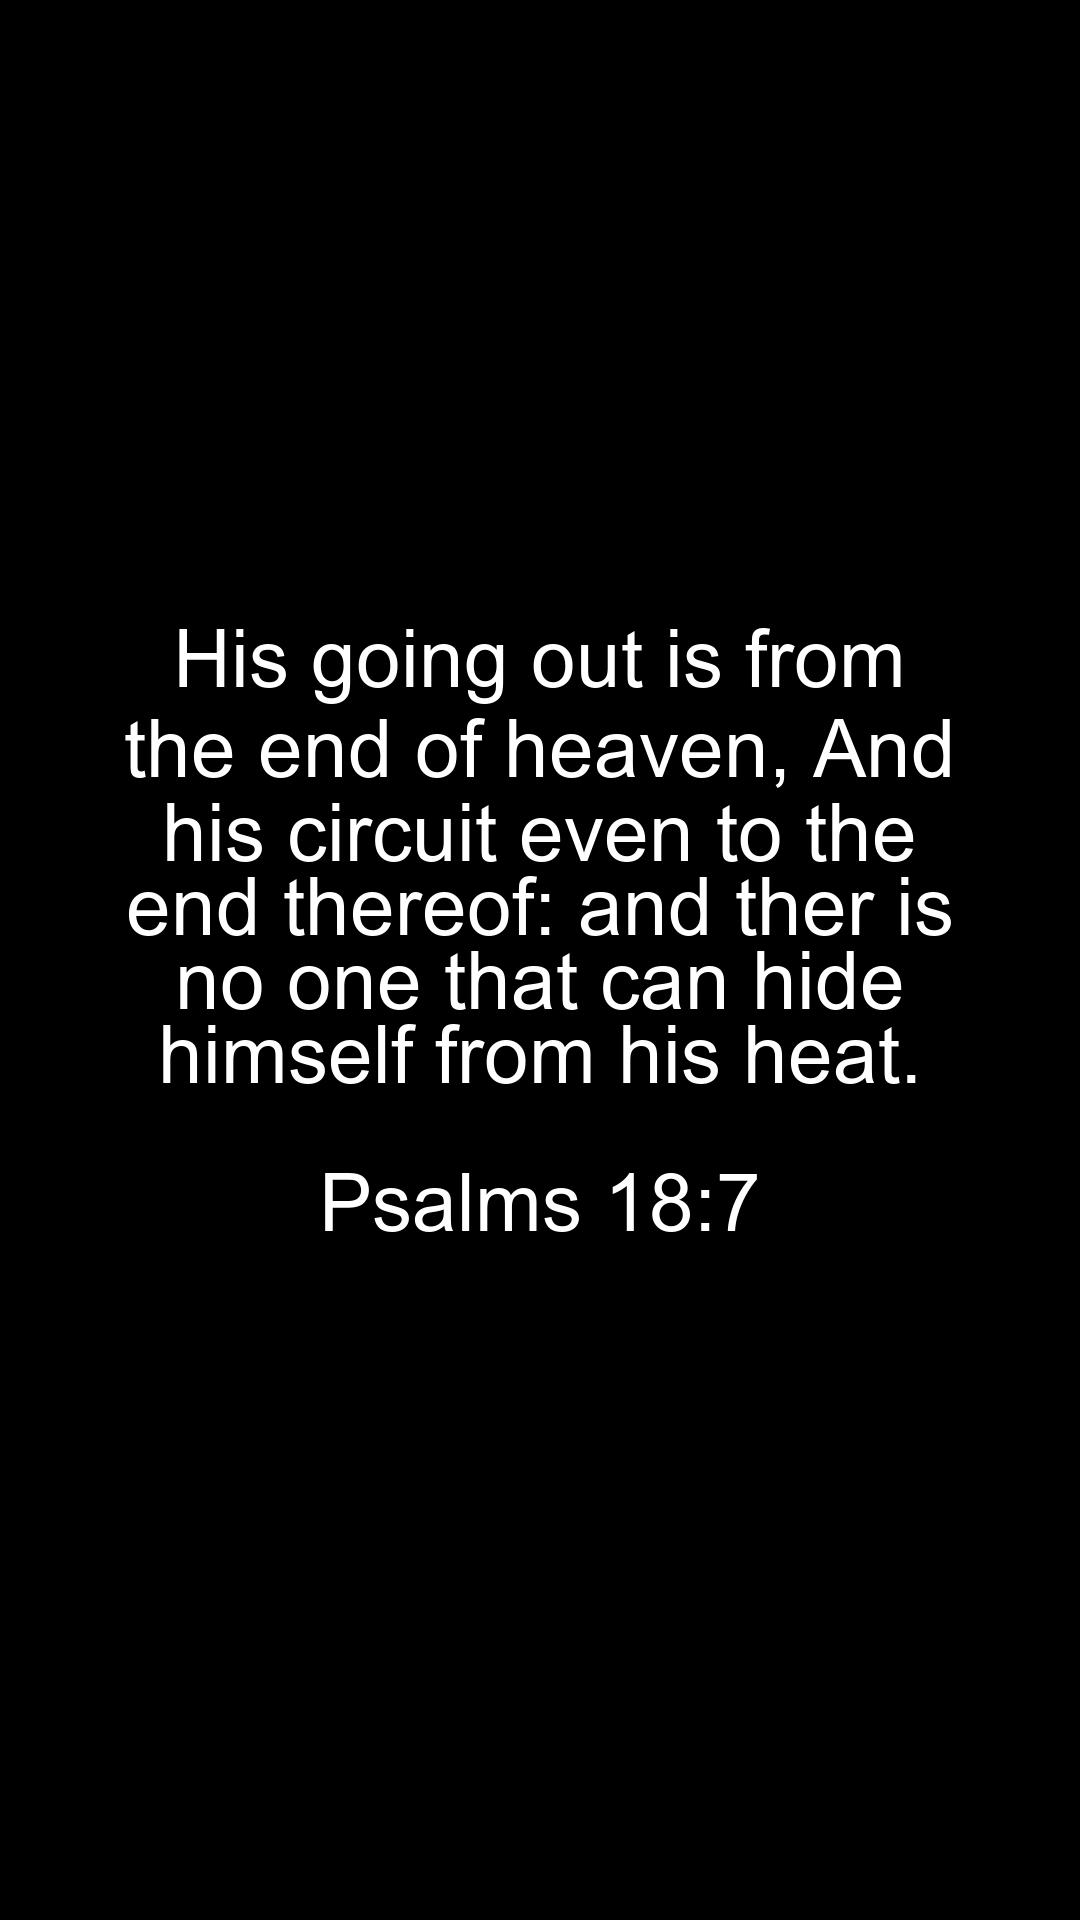 His going out is from
the end of heaven, And
his circuit even to the
end thereof: and ther is
no one that can hide
himself from his heat.
Psalms 18:7